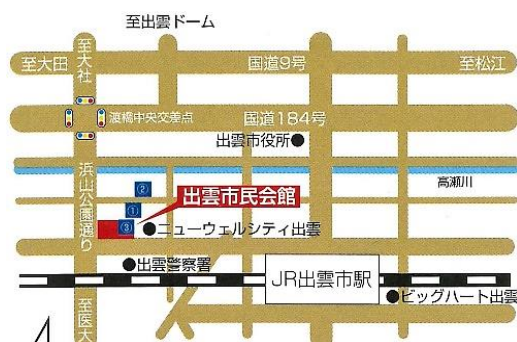 至出雲ドーム
至大田
至大社
国道9号
至松江
渡橋中央交差点
国道184号
出雲市役所
高瀬川
浜山公園通り
②
出雲市民会館
①
③
ニューウェルシティ出雲
出雲警察署
JR出雲市駅
ビッグハート出雲
至医大